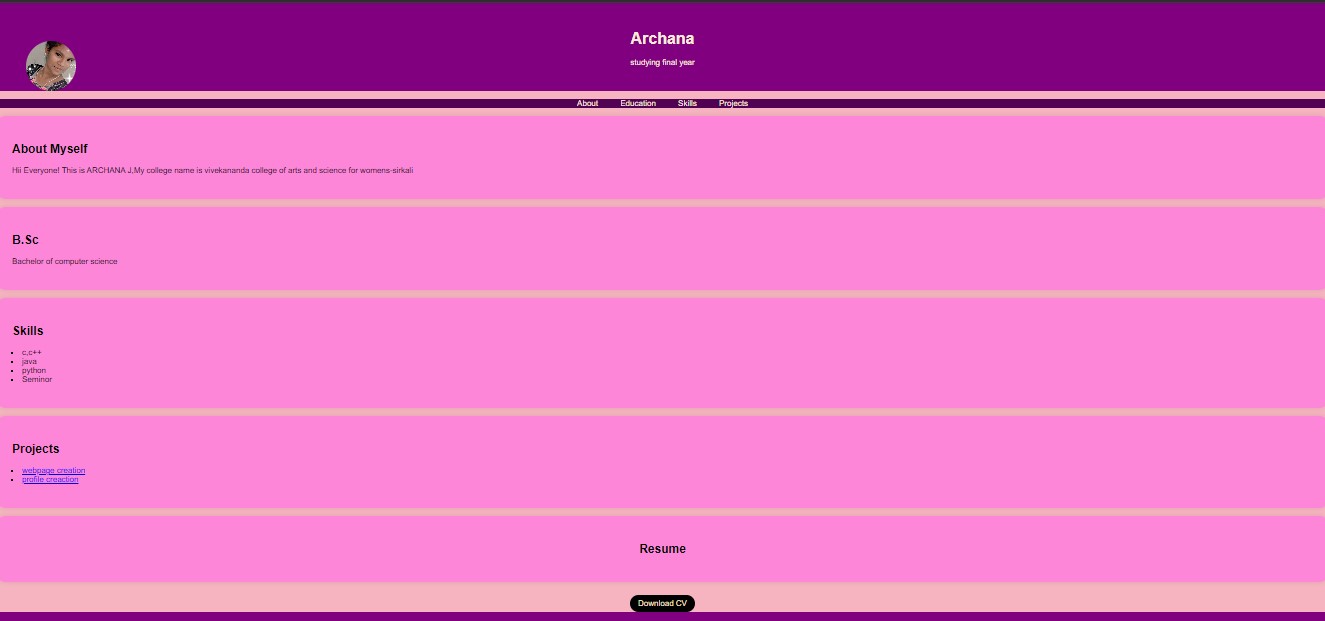 Archana
studying final year
About Education Skills Projects
About Myself
Hii Everyone! This is ARCHANA J,My college name is vivekananda college of arts and science for womens-sirkali
B.Sc
Bachelor of computer science
Skills
c,c++
java
python
Seminor
Projects
webpage creation
profile creaction
Resume
Download CV